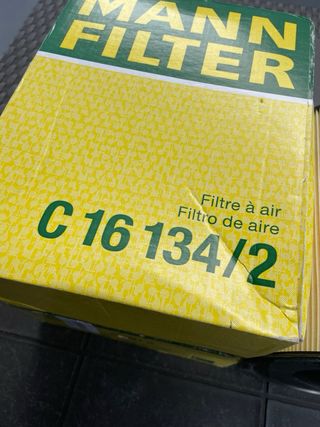 MANN
FILTER
Filtre à air
Filtro de aire
C 16 134/2